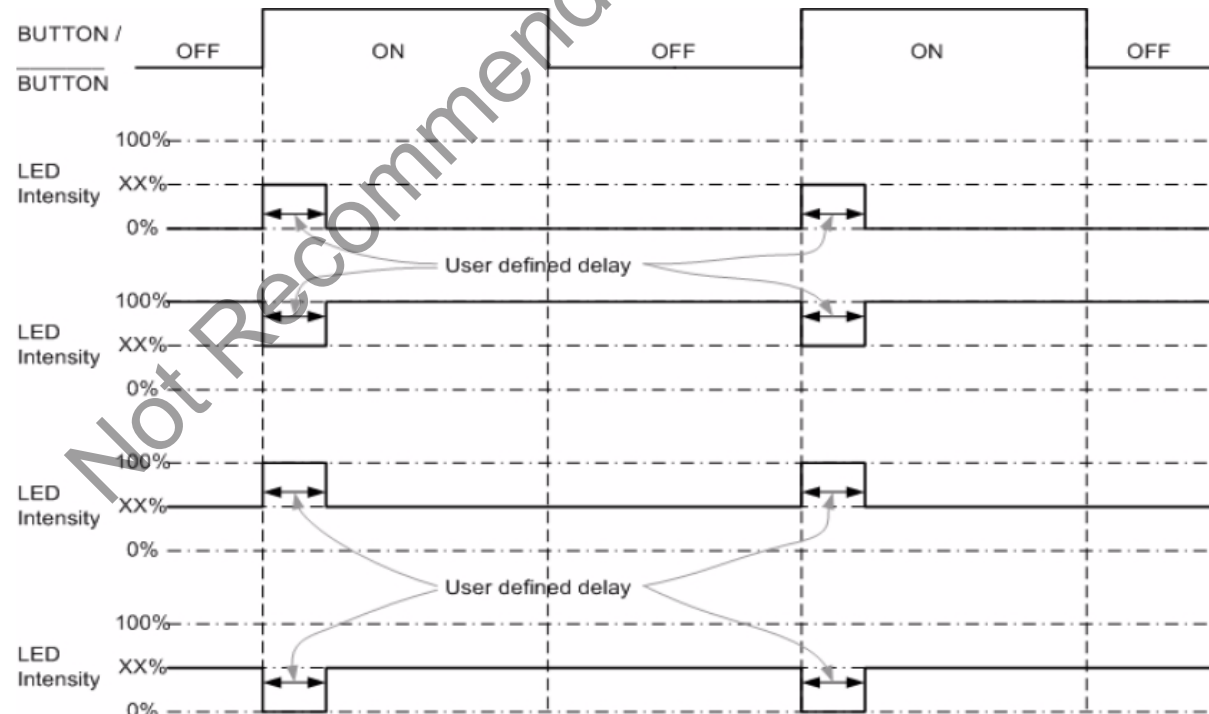 BUTTON /
BUTTON
OFF ON OFF ON OFF
100%
LED
Intensity
XX%
0%
User defined delay
100%
LED
Intensity
XX%
0%
100%
LED
Intensity
XX%
0%
User defined delay
100%
LED
Intensity
XX%
0%
Not